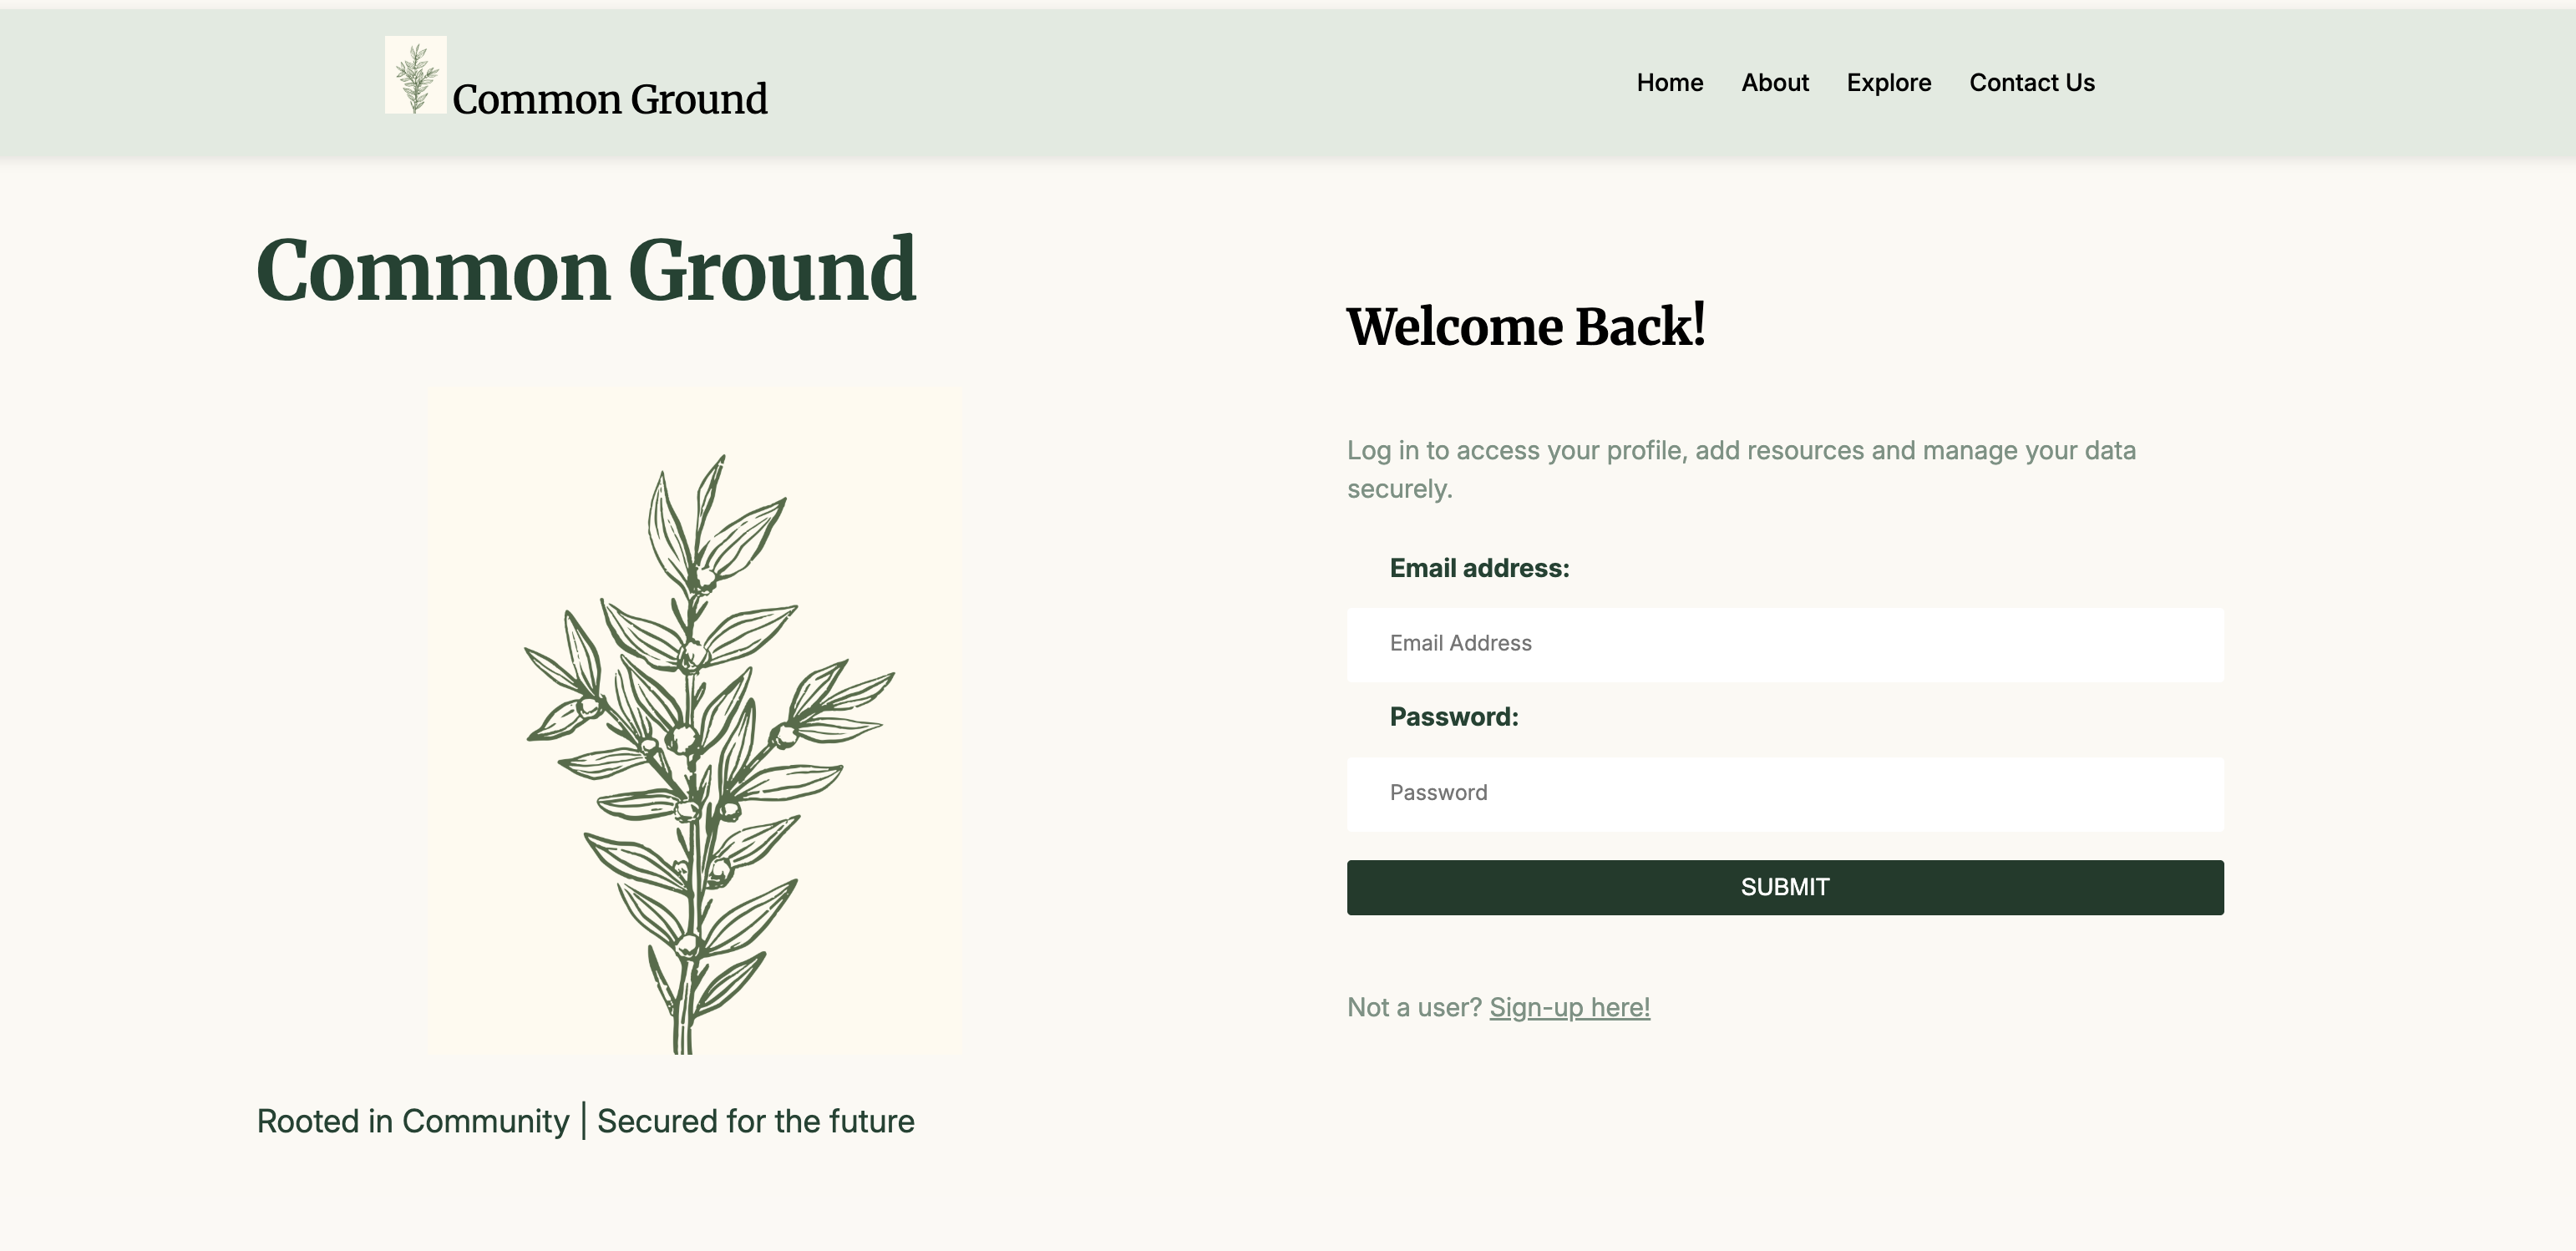 Common Ground
Home About Explore Contact Us
Common Ground
Rooted in Community | Secured for the future
Welcome Back!
Log in to access your profile, add resources and manage your data
securely.
Email address:
Email Address
Password:
Password
SUBMIT
Not a user? Sign-up here!